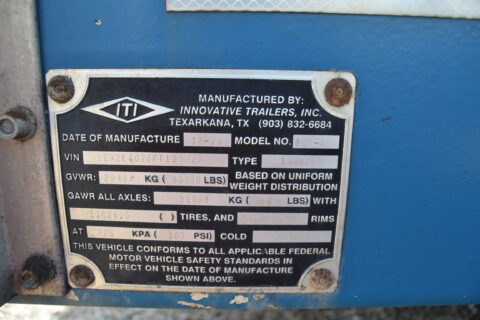 ITI
MANUFACTURED BY:
INNOVATIVE TRAILERS, INC.
TEXARKANA, TX (903) 832-6684
DATE OF MANUFACTURE MODEL NO.
VIN TYPE
GVWR: KG ( LBS) BASED ON UNIFORM
WEIGHT DISTRIBUTION
GAWR ALL AXLES: KG ( LBS) WITH
11R24.5 ( ) TIRES, AND RIMS
AT KPA ( PSI) COLD
THIS VEHICLE CONFORMS TO ALL APPLICABLE FEDERAL
MOTOR VEHICLE SAFETY STANDARDS IN
EFFECT ON THE DATE OF MANUFACTURE
SHOWN ABOVE.